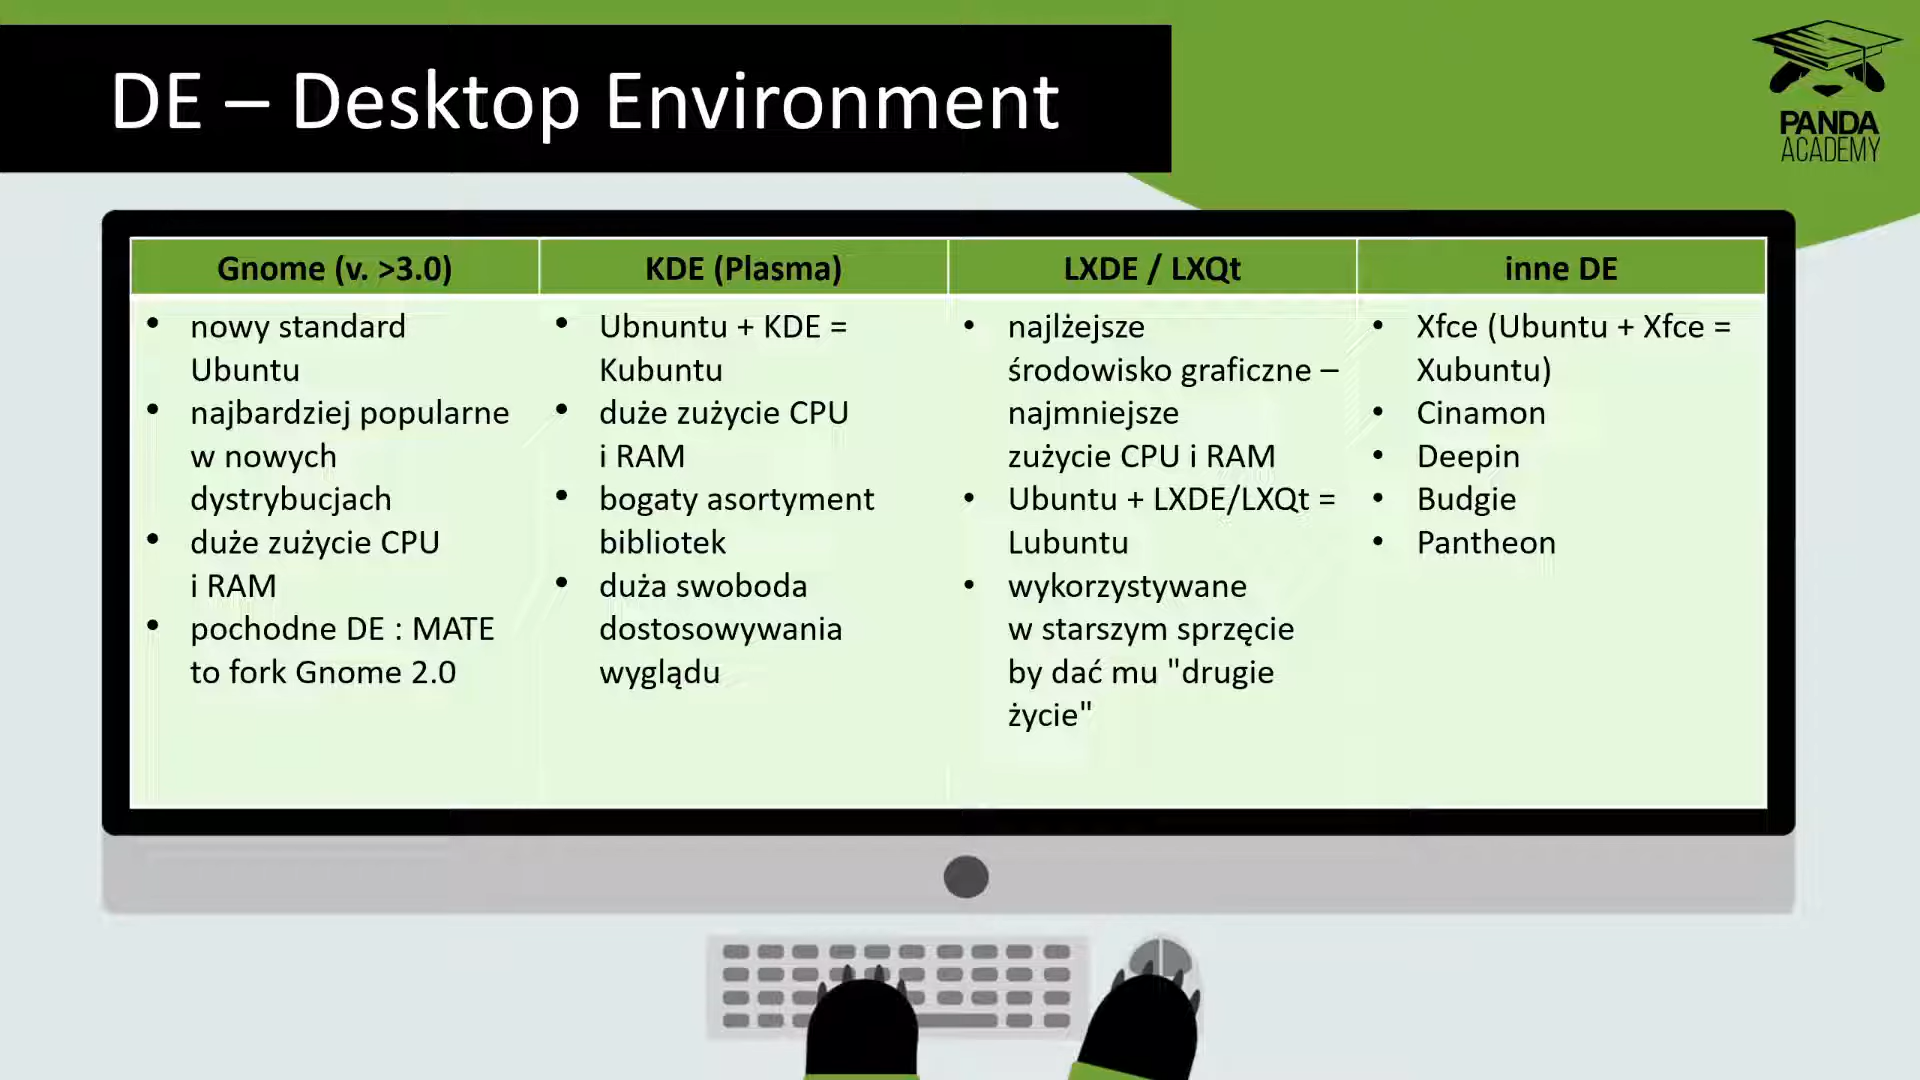 DE – Desktop Environment
PANDA
ACADEMY
Gnome (v. >3.0)
• nowy standard
Ubuntu
• najbardziej popularne
w nowych
dystrybucjach
• duże zużycie CPU
i RAM
• pochodne DE : MATE
to fork Gnome 2.0
KDE (Plasma)
• Ubnuntu + KDE =
Kubuntu
• duże zużycie CPU
i RAM
• bogaty asortyment
bibliotek
• duża swoboda
dostosowywania
wyglądu
LXDE / LXQt
• najlżejsze
środowisko graficzne –
najmniejsze
zużycie CPU i RAM
• Ubuntu + LXDE/LXQt =
Lubuntu
• wykorzystywane
w starszym sprzęcie
by dać mu "drugie
życie"
inne DE
• Xfce (Ubuntu + Xfce =
Xubuntu)
• Cinamon
• Deepin
• Budgie
• Pantheon